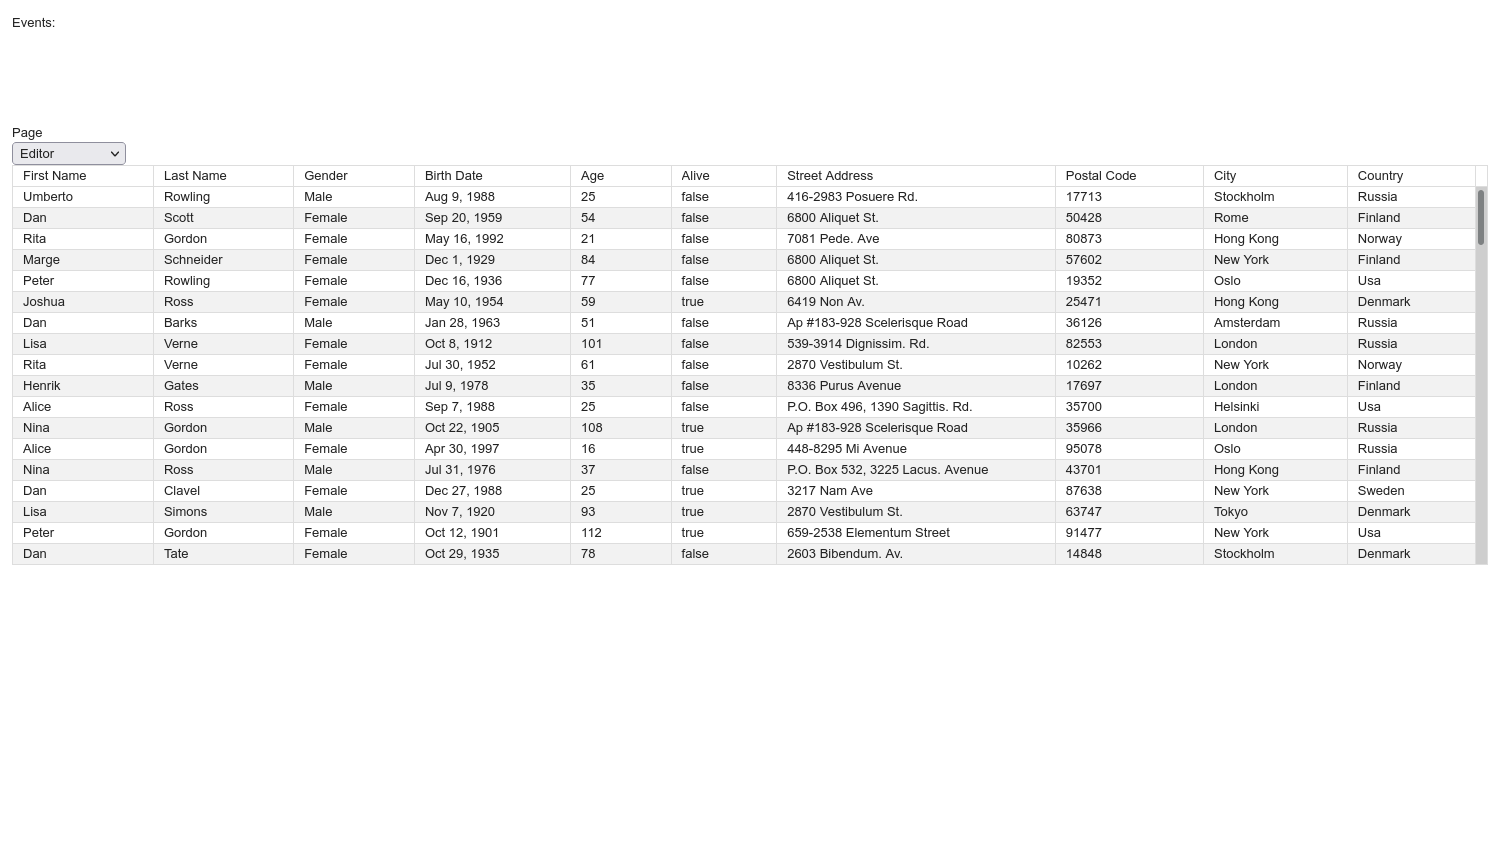 Events:
Page
Editor
First Name Last Name Gender Birth Date Age Alive Street Address Postal Code City Country
Umberto Rowling Male Aug 9, 1988 25 false 416-2983 Posuere Rd. 17713 Stockholm Russia
Dan Scott Female Sep 20, 1959 54 false 6800 Aliquet St. 50428 Rome Finland
Rita Gordon Female May 16, 1992 21 false 7081 Pede. Ave 80873 Hong Kong Norway
Marge Schneider Female Dec 1, 1929 84 false 6800 Aliquet St. 57602 New York Finland
Peter Rowling Female Dec 16, 1936 77 false 6800 Aliquet St. 19352 Oslo Usa
Joshua Ross Female May 10, 1954 59 true 6419 Non Av. 25471 Hong Kong Denmark
Dan Barks Male Jan 28, 1963 51 false Ap #183-928 Scelerisque Road 36126 Amsterdam Russia
Lisa Verne Female Oct 8, 1912 101 false 539-3914 Dignissim. Rd. 82553 London Russia
Rita Verne Female Jul 30, 1952 61 false 2870 Vestibulum St. 10262 New York Norway
Henrik Gates Male Jul 9, 1978 35 false 8336 Purus Avenue 17697 London Finland
Alice Ross Female Sep 7, 1988 25 false P.O. Box 496, 1390 Sagittis. Rd. 35700 Helsinki Usa
Nina Gordon Male Oct 22, 1905 108 true Ap #183-928 Scelerisque Road 35966 London Russia
Alice Gordon Female Apr 30, 1997 16 true 448-8295 Mi Avenue 95078 Oslo Russia
Nina Ross Male Jul 31, 1976 37 false P.O. Box 532, 3225 Lacus. Avenue 43701 Hong Kong Finland
Dan Clavel Female Dec 27, 1988 25 true 3217 Nam Ave 87638 New York Sweden
Lisa Simons Male Nov 7, 1920 93 true 2870 Vestibulum St. 63747 Tokyo Denmark
Peter Gordon Female Oct 12, 1901 112 true 659-2538 Elementum Street 91477 New York Usa
Dan Tate Female Oct 29, 1935 78 false 2603 Bibendum. Av. 14848 Stockholm Denmark